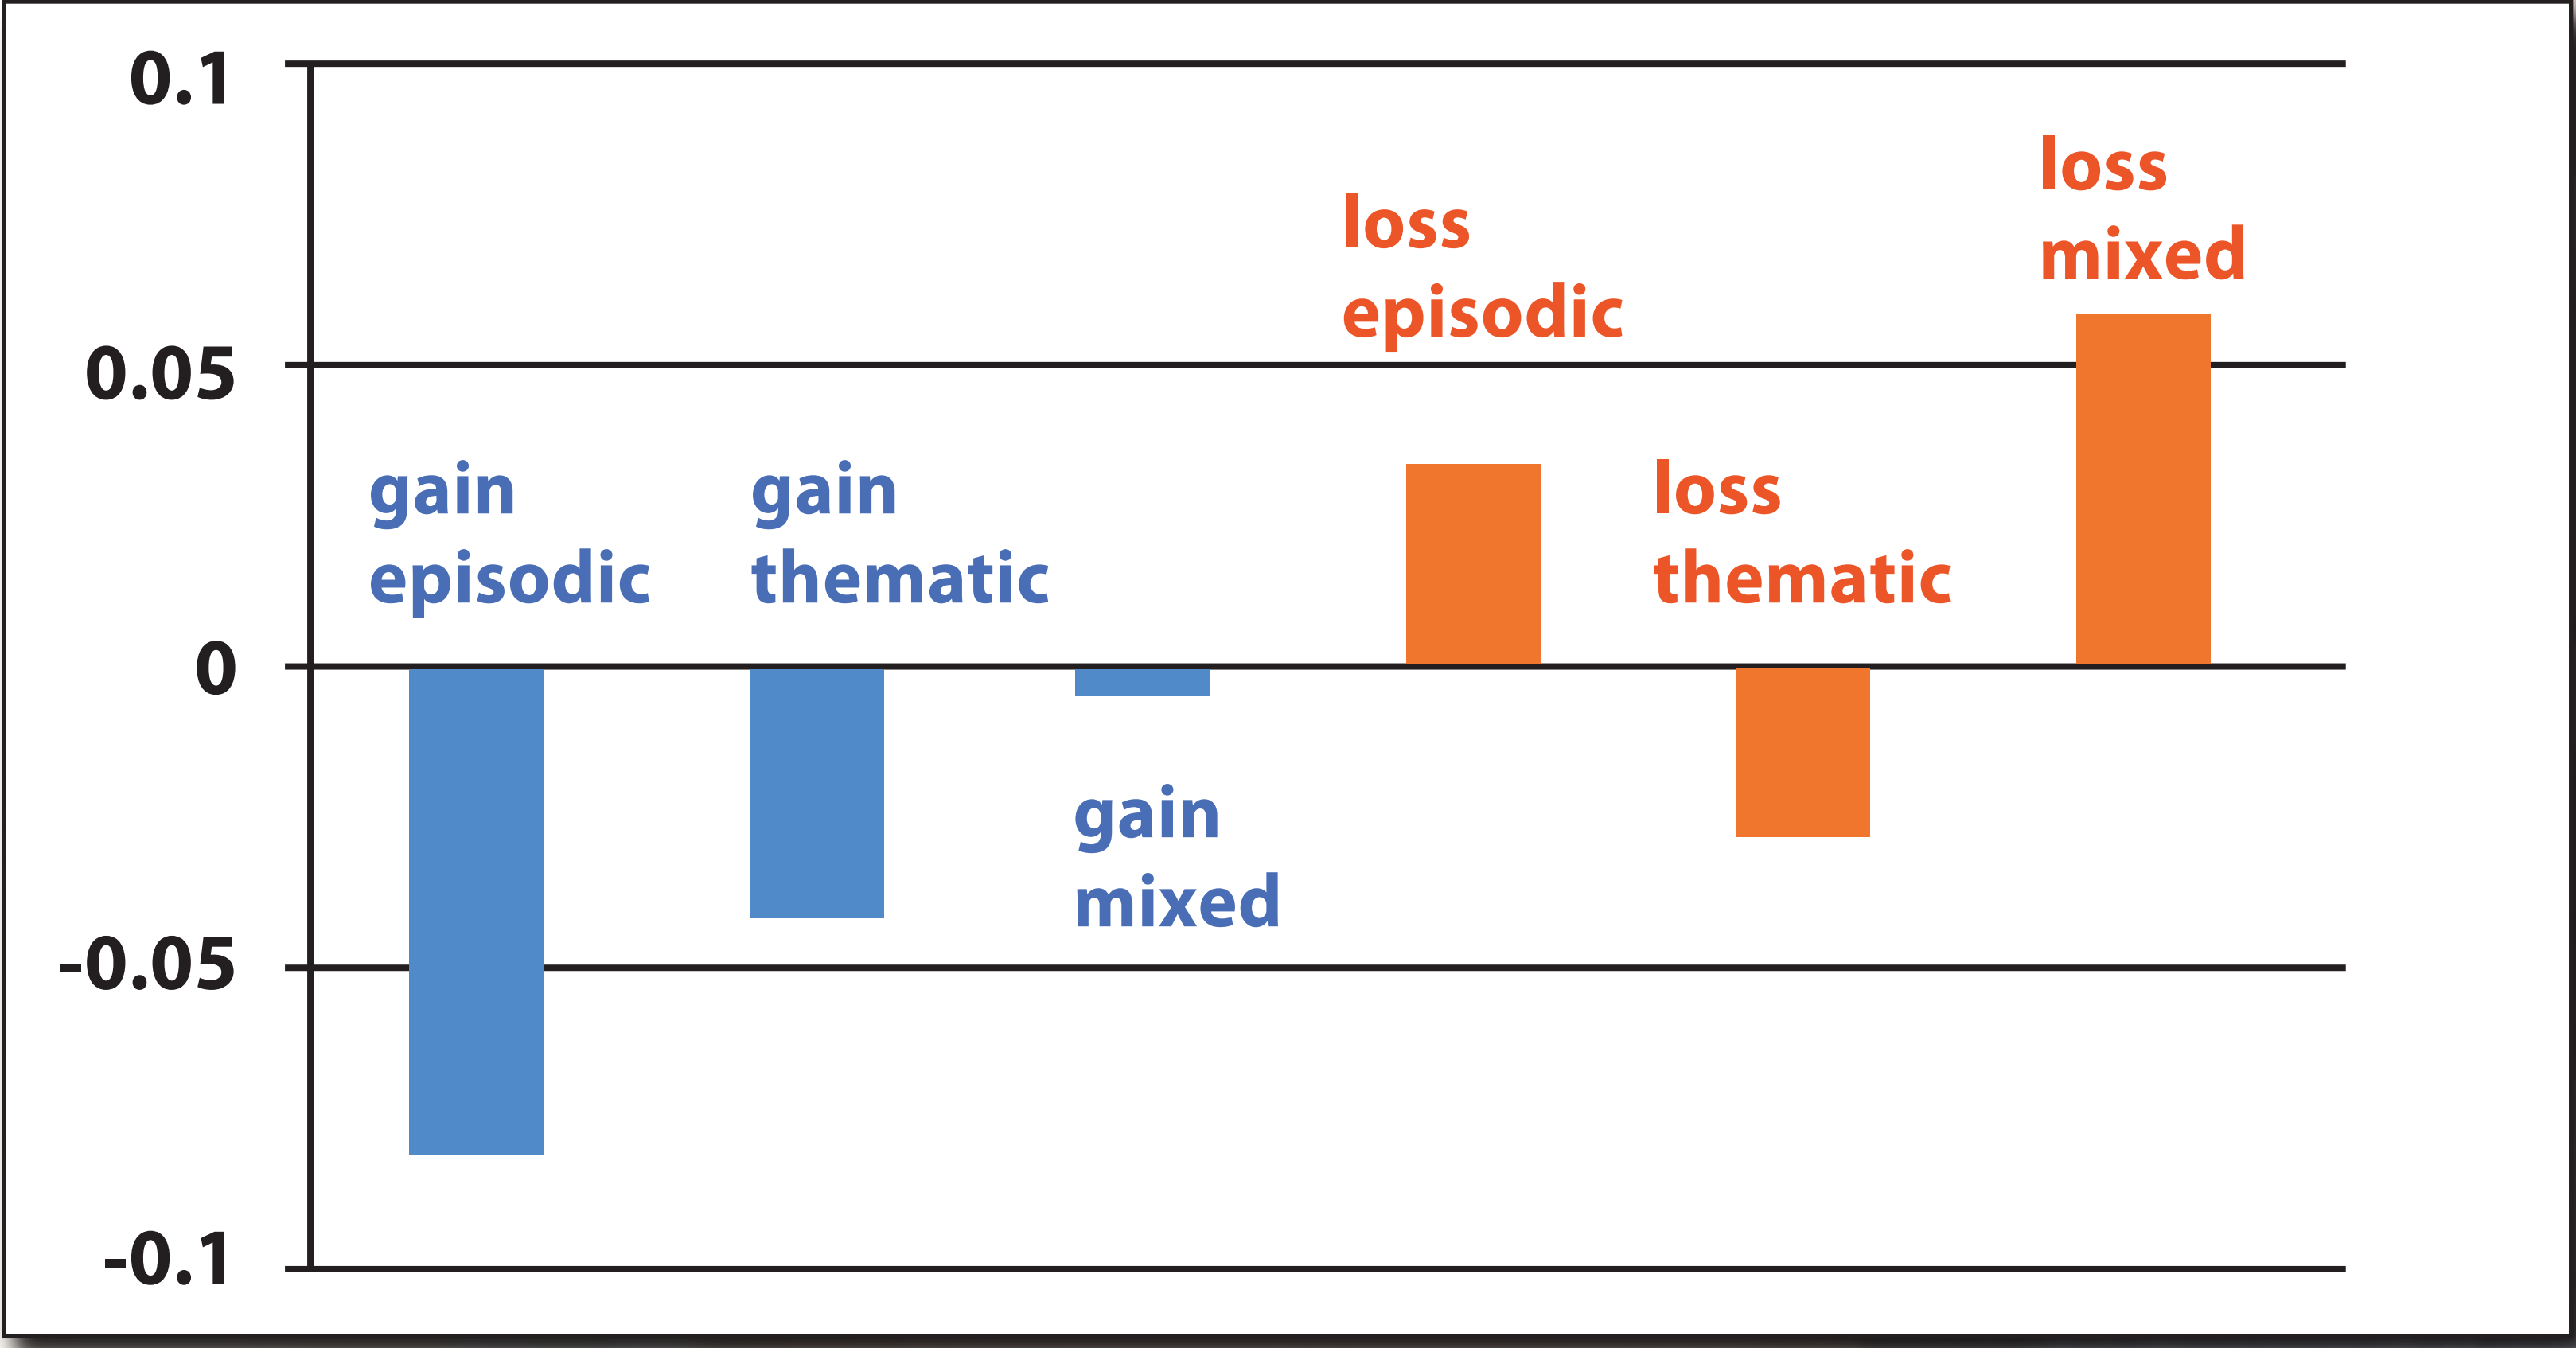 0.1
0.05
0
-0.05
-0.1
gain
episodic
gain
thematic
gain
mixed
loss
episodic
loss
thematic
loss
mixed